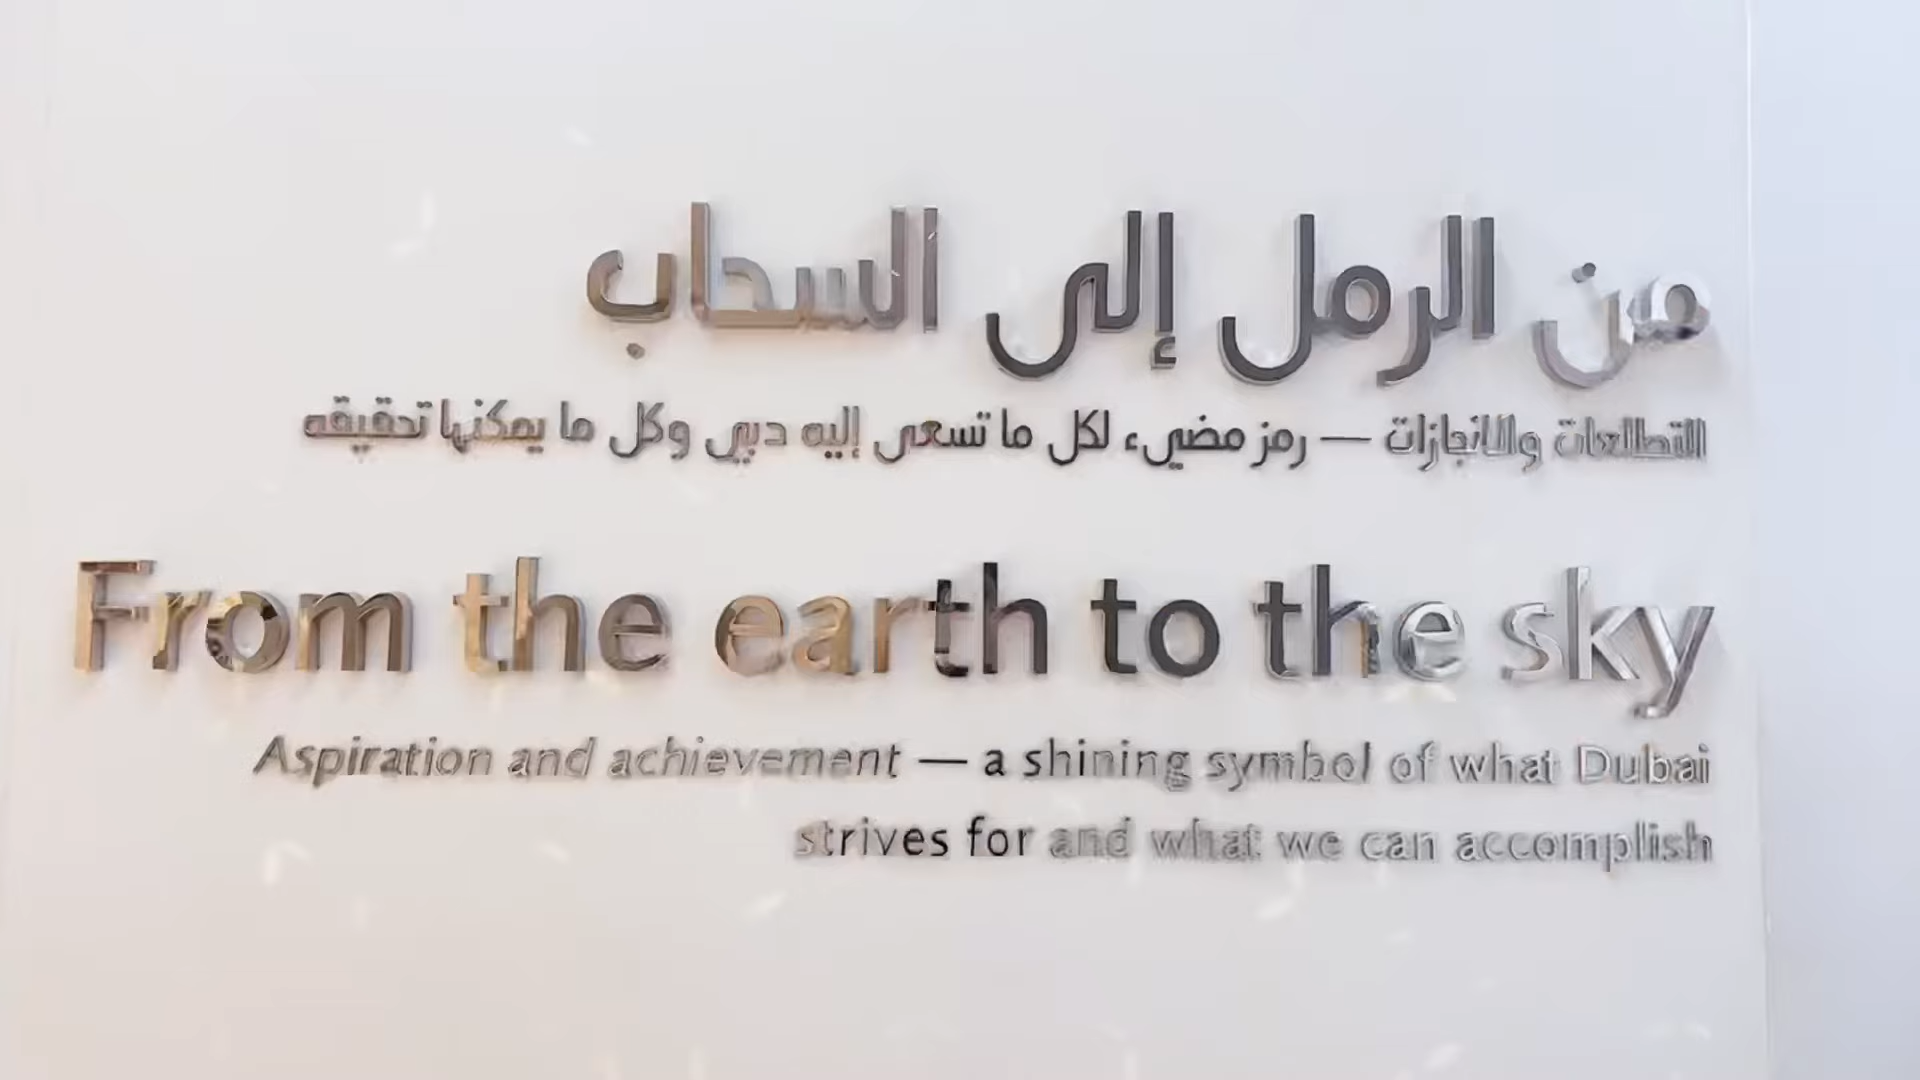 من الرمل إلى السحاب
التطلعات والانجازات — رمز مضيء لكل ما تسعى إليه دبي وكل ما يمكنها تحقيقه
From the earth to the sky
Aspiration and achievement — a shining symbol of what Dubai
strives for and what we can accomplish